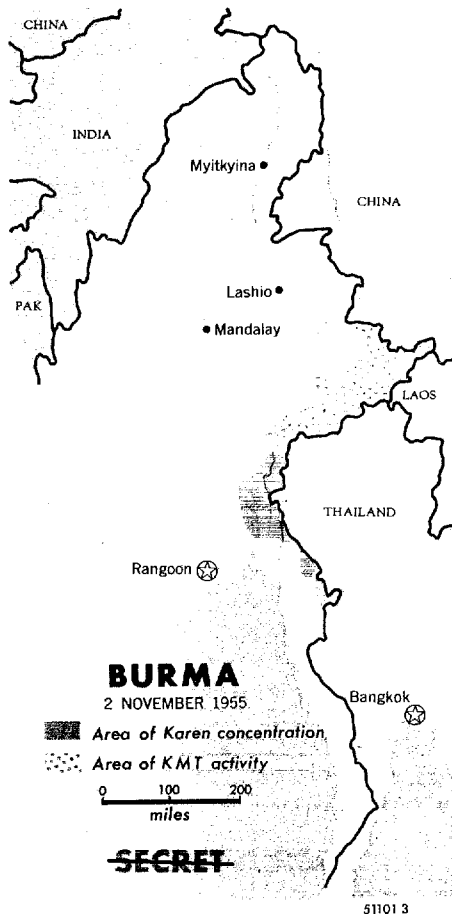 CHINA
INDIA
Myitkyina
CHINA
PAK
Lashio
Mandalay
LAOS
THAILAND
Rangoon
BURMA
2 NOVEMBER 1955
Bangkok
Area of Karen concentration
Area of KMT activity
0 100 200
miles
SECRET
51101 3